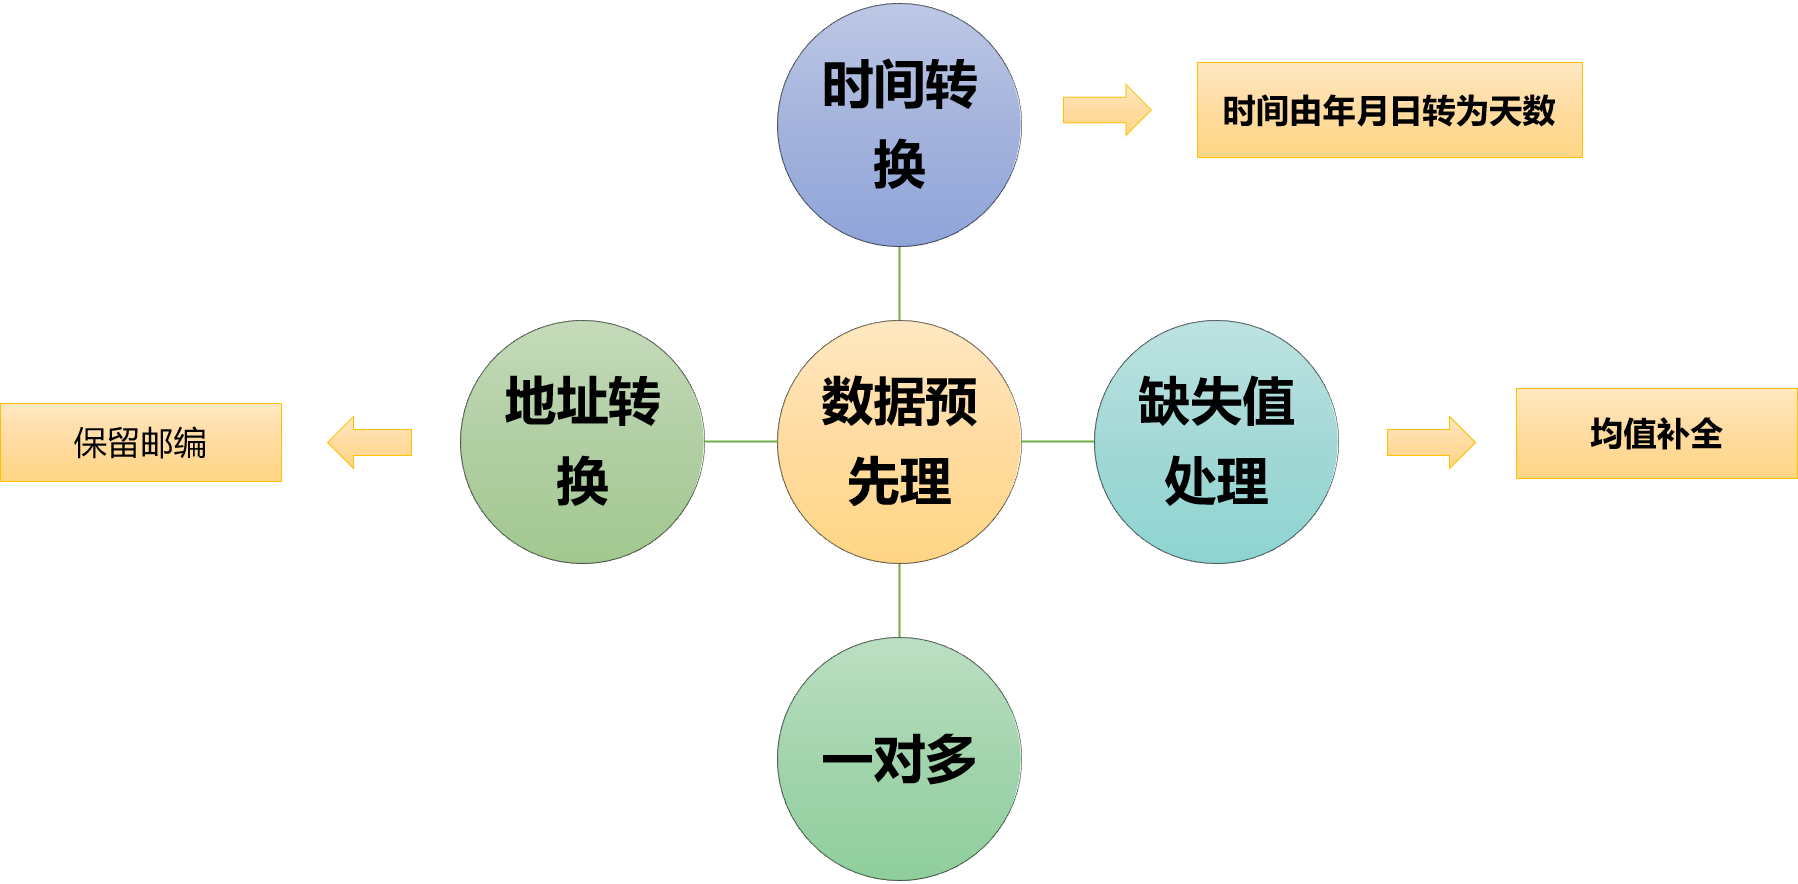 时间转
换
时间由年月日转为天数
保留邮编
地址转
换
数据预
先理
缺失值
处理
均值补全
一对多